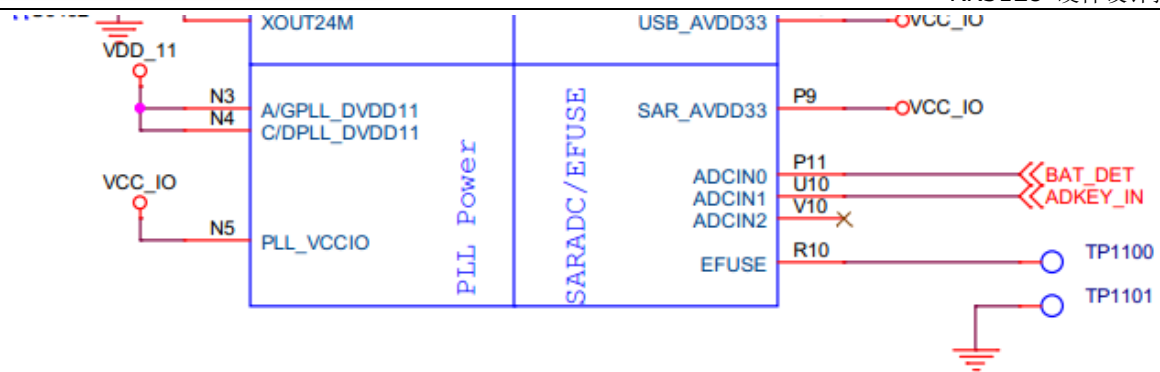 XOUT24M
USB_AVDD33
VCC_IO
VDD_11
N3
A/GPLL_DVDD11
N4
C/DPLL_DVDD11
VCC_IO
N5
PLL_VCCIO
PLL Power
SARADC/EFUSE
SAR_AVDD33
P9
VCC_IO
ADCIN0
P11
BAT_DET
ADCIN1
U10
ADKEY_IN
ADCIN2
V10
EFUSE
R10
TP1100
TP1101